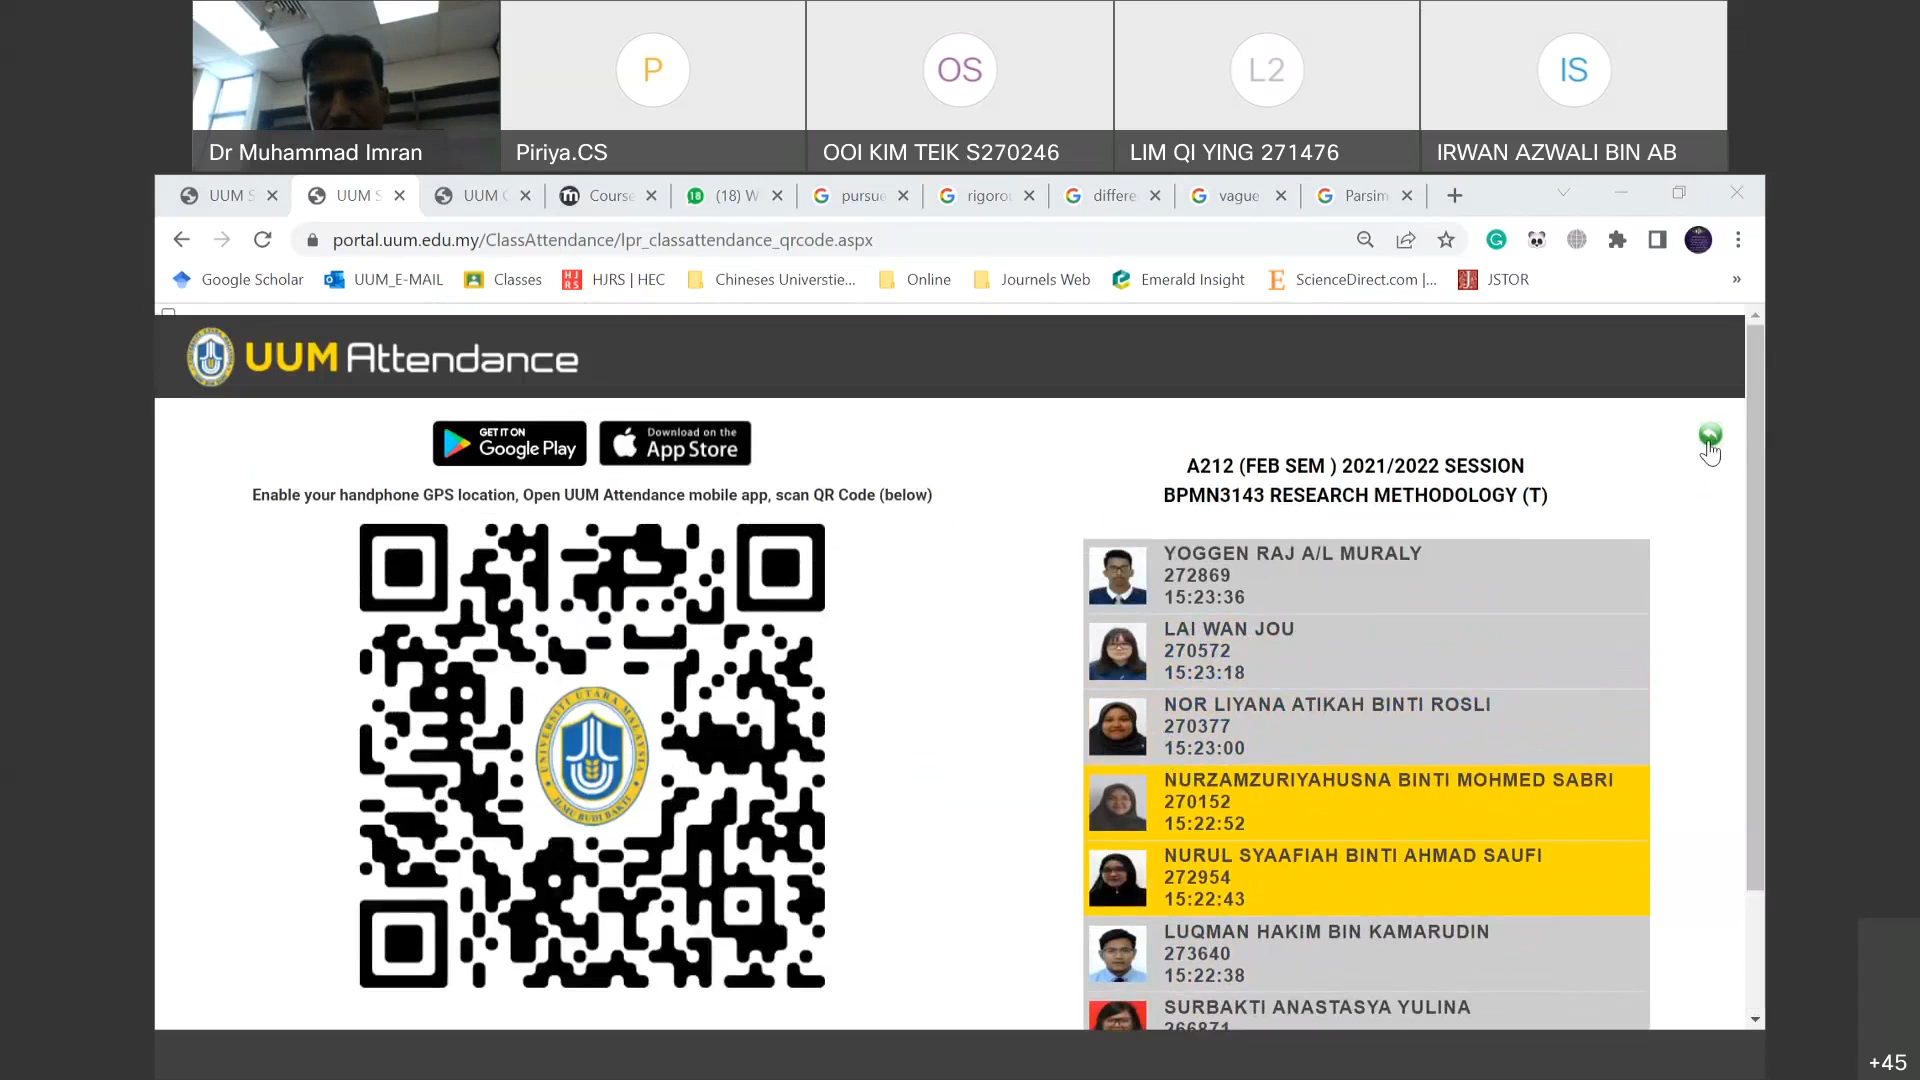 P
OS
L2
IS
Dr Muhammad Imran
Piriya.CS
OOI KIM TEIK S270246
LIM QI YING 271476
IRWAN AZWALI BIN AB
UUM S
UUM S
UUM
Course
(18) W
pursue
rigoro
differe
vague
Parsim
portal.uum.edu.my/ClassAttendance/lpr_classattendance_qrcode.aspx
Google Scholar
UUM_E-MAIL
Classes
HJRS | HEC
Chineses Universtie...
Online
Journels Web
Emerald Insight
ScienceDirect.com |...
JSTOR
»
UUM Attendance
GET IT ON
Google Play
Download on the
App Store
Enable your handphone GPS location, Open UUM Attendance mobile app, scan QR Code (below)
UNIVERSITI UTARA MALAYSIA
ILMU BUDI BAKTI
A212 (FEB SEM ) 2021/2022 SESSION
BPMN3143 RESEARCH METHODOLOGY (T)
YOGGEN RAJ A/L MURALY
272869
15:23:36
LAI WAN JOU
270572
15:23:18
NOR LIYANA ATIKAH BINTI ROSLI
270377
15:23:00
NURZAMZURIYAHUSNA BINTI MOHMED SABRI
270152
15:22:52
NURUL SYAAFIAH BINTI AHMAD SAUFI
272954
15:22:43
LUQMAN HAKIM BIN KAMARUDIN
273640
15:22:38
SURBAKTI ANASTASYA YULINA
266871
+45